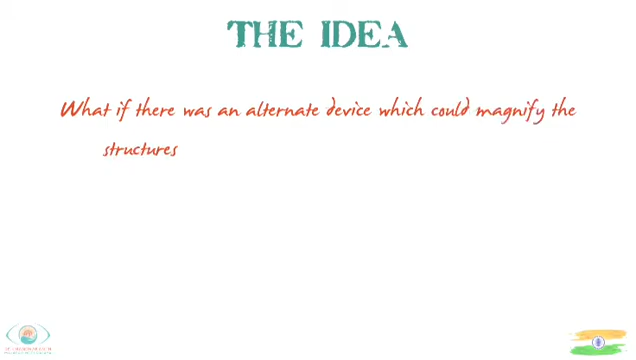 THE IDEA
What if there was an alternate device which could magnify the
structures